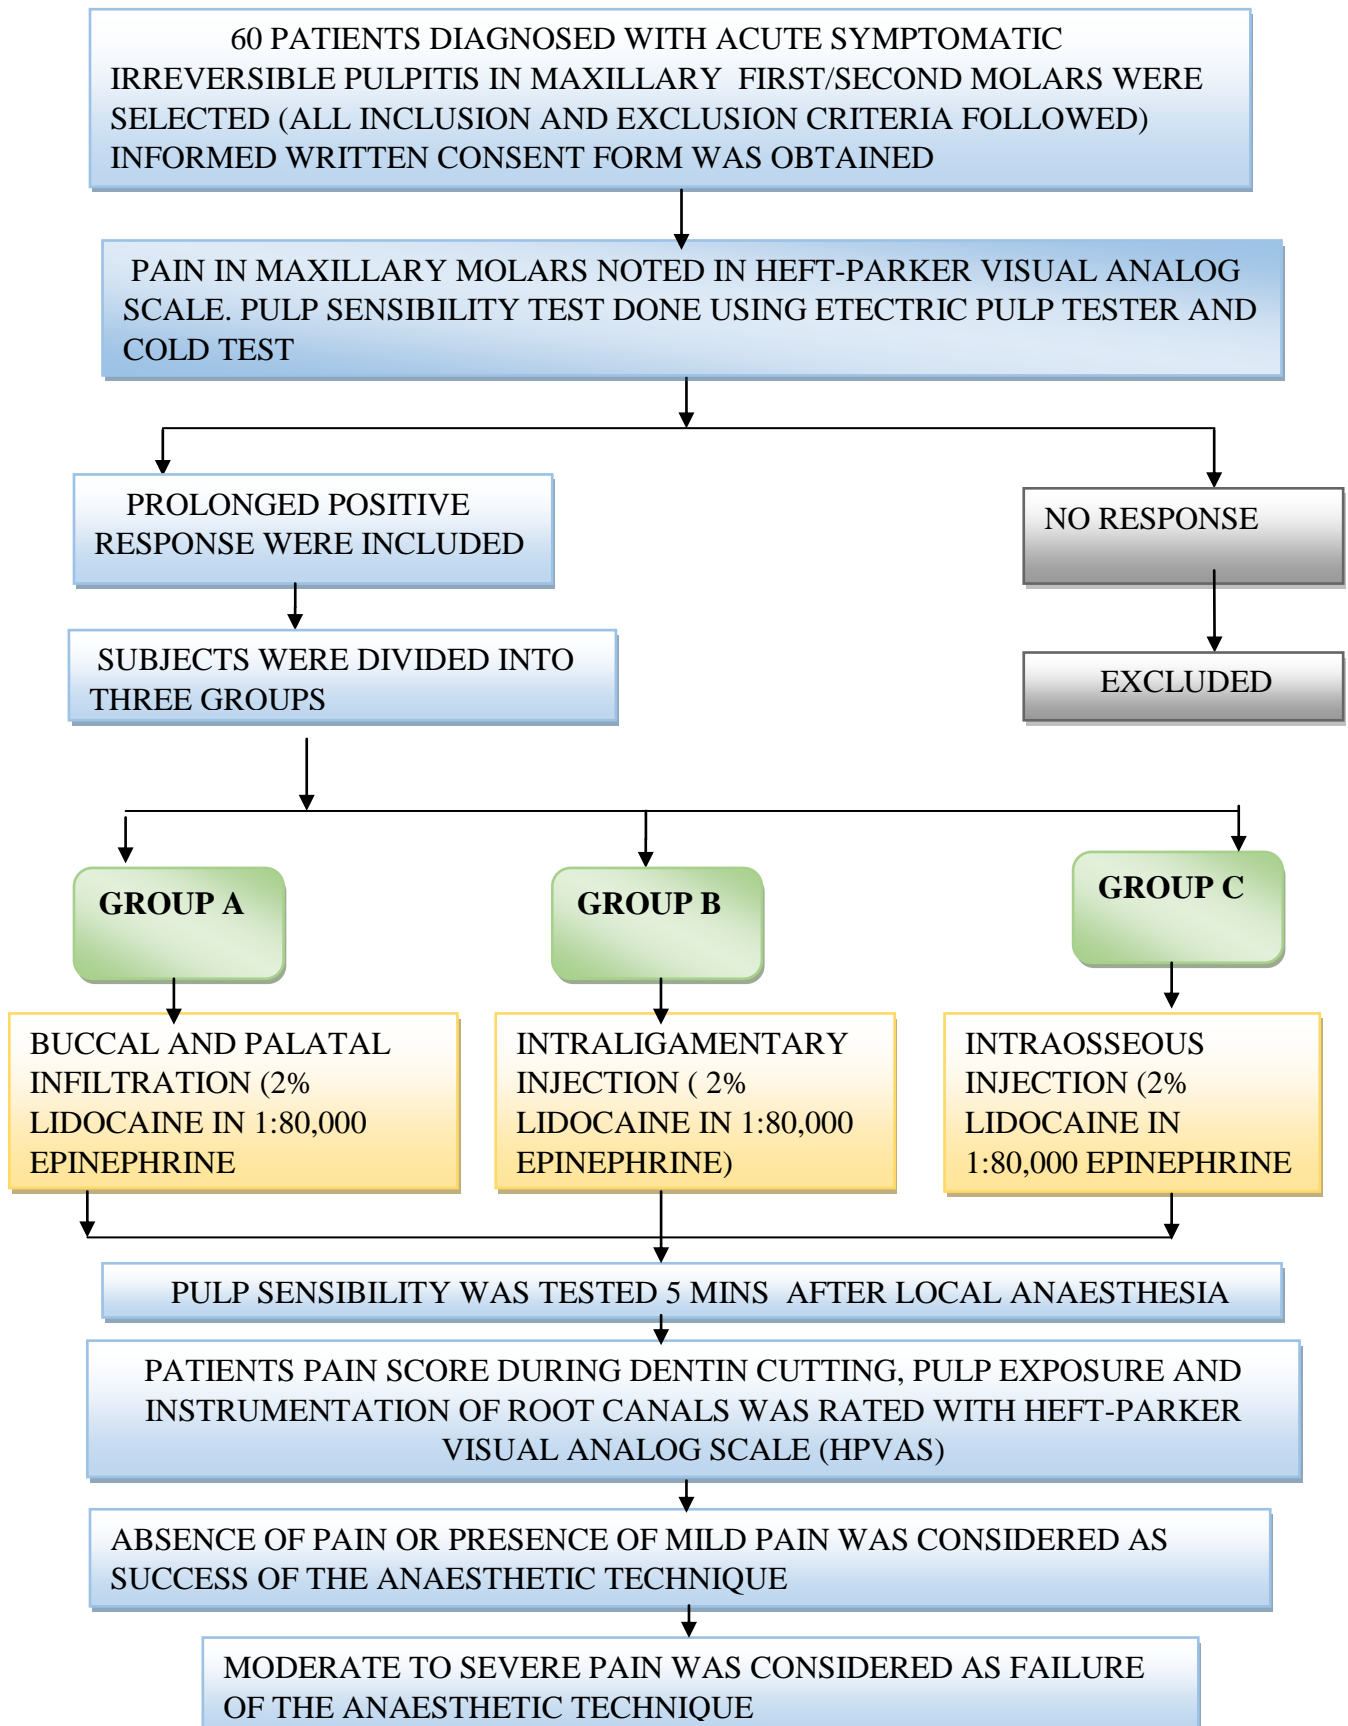 60 PATIENTS DIAGNOSED WITH ACUTE SYMPTOMATIC
IRREVERSIBLE PULPITIS IN MAXILLARY FIRST/SECOND MOLARS WERE
SELECTED (ALL INCLUSION AND EXCLUSION CRITERIA FOLLOWED)
INFORMED WRITTEN CONSENT FORM WAS OBTAINED
PAIN IN MAXILLARY MOLARS NOTED IN HEFT-PARKER VISUAL ANALOG
SCALE. PULP SENSIBILITY TEST DONE USING ETECTRIC PULP TESTER AND
COLD TEST
PROLONGED POSITIVE
RESPONSE WERE INCLUDED
NO RESPONSE
SUBJECTS WERE DIVIDED INTO
THREE GROUPS
EXCLUDED
GROUP A
GROUP B
GROUP C
BUCCAL AND PALATAL
INFILTRATION (2%
LIDOCAINE IN 1:80,000
EPINEPHRINE
INTRALIGAMENTARY
INJECTION ( 2%
LIDOCAINE IN 1:80,000
EPINEPHRINE)
INTRAOSSEOUS
INJECTION (2%
LIDOCAINE IN
1:80,000 EPINEPHRINE
PULP SENSIBILITY WAS TESTED 5 MINS AFTER LOCAL ANAESTHESIA
PATIENTS PAIN SCORE DURING DENTIN CUTTING, PULP EXPOSURE AND
INSTRUMENTATION OF ROOT CANALS WAS RATED WITH HEFT-PARKER
VISUAL ANALOG SCALE (HPVAS)
ABSENCE OF PAIN OR PRESENCE OF MILD PAIN WAS CONSIDERED AS
SUCCESS OF THE ANAESTHETIC TECHNIQUE
MODERATE TO SEVERE PAIN WAS CONSIDERED AS FAILURE
OF THE ANAESTHETIC TECHNIQUE